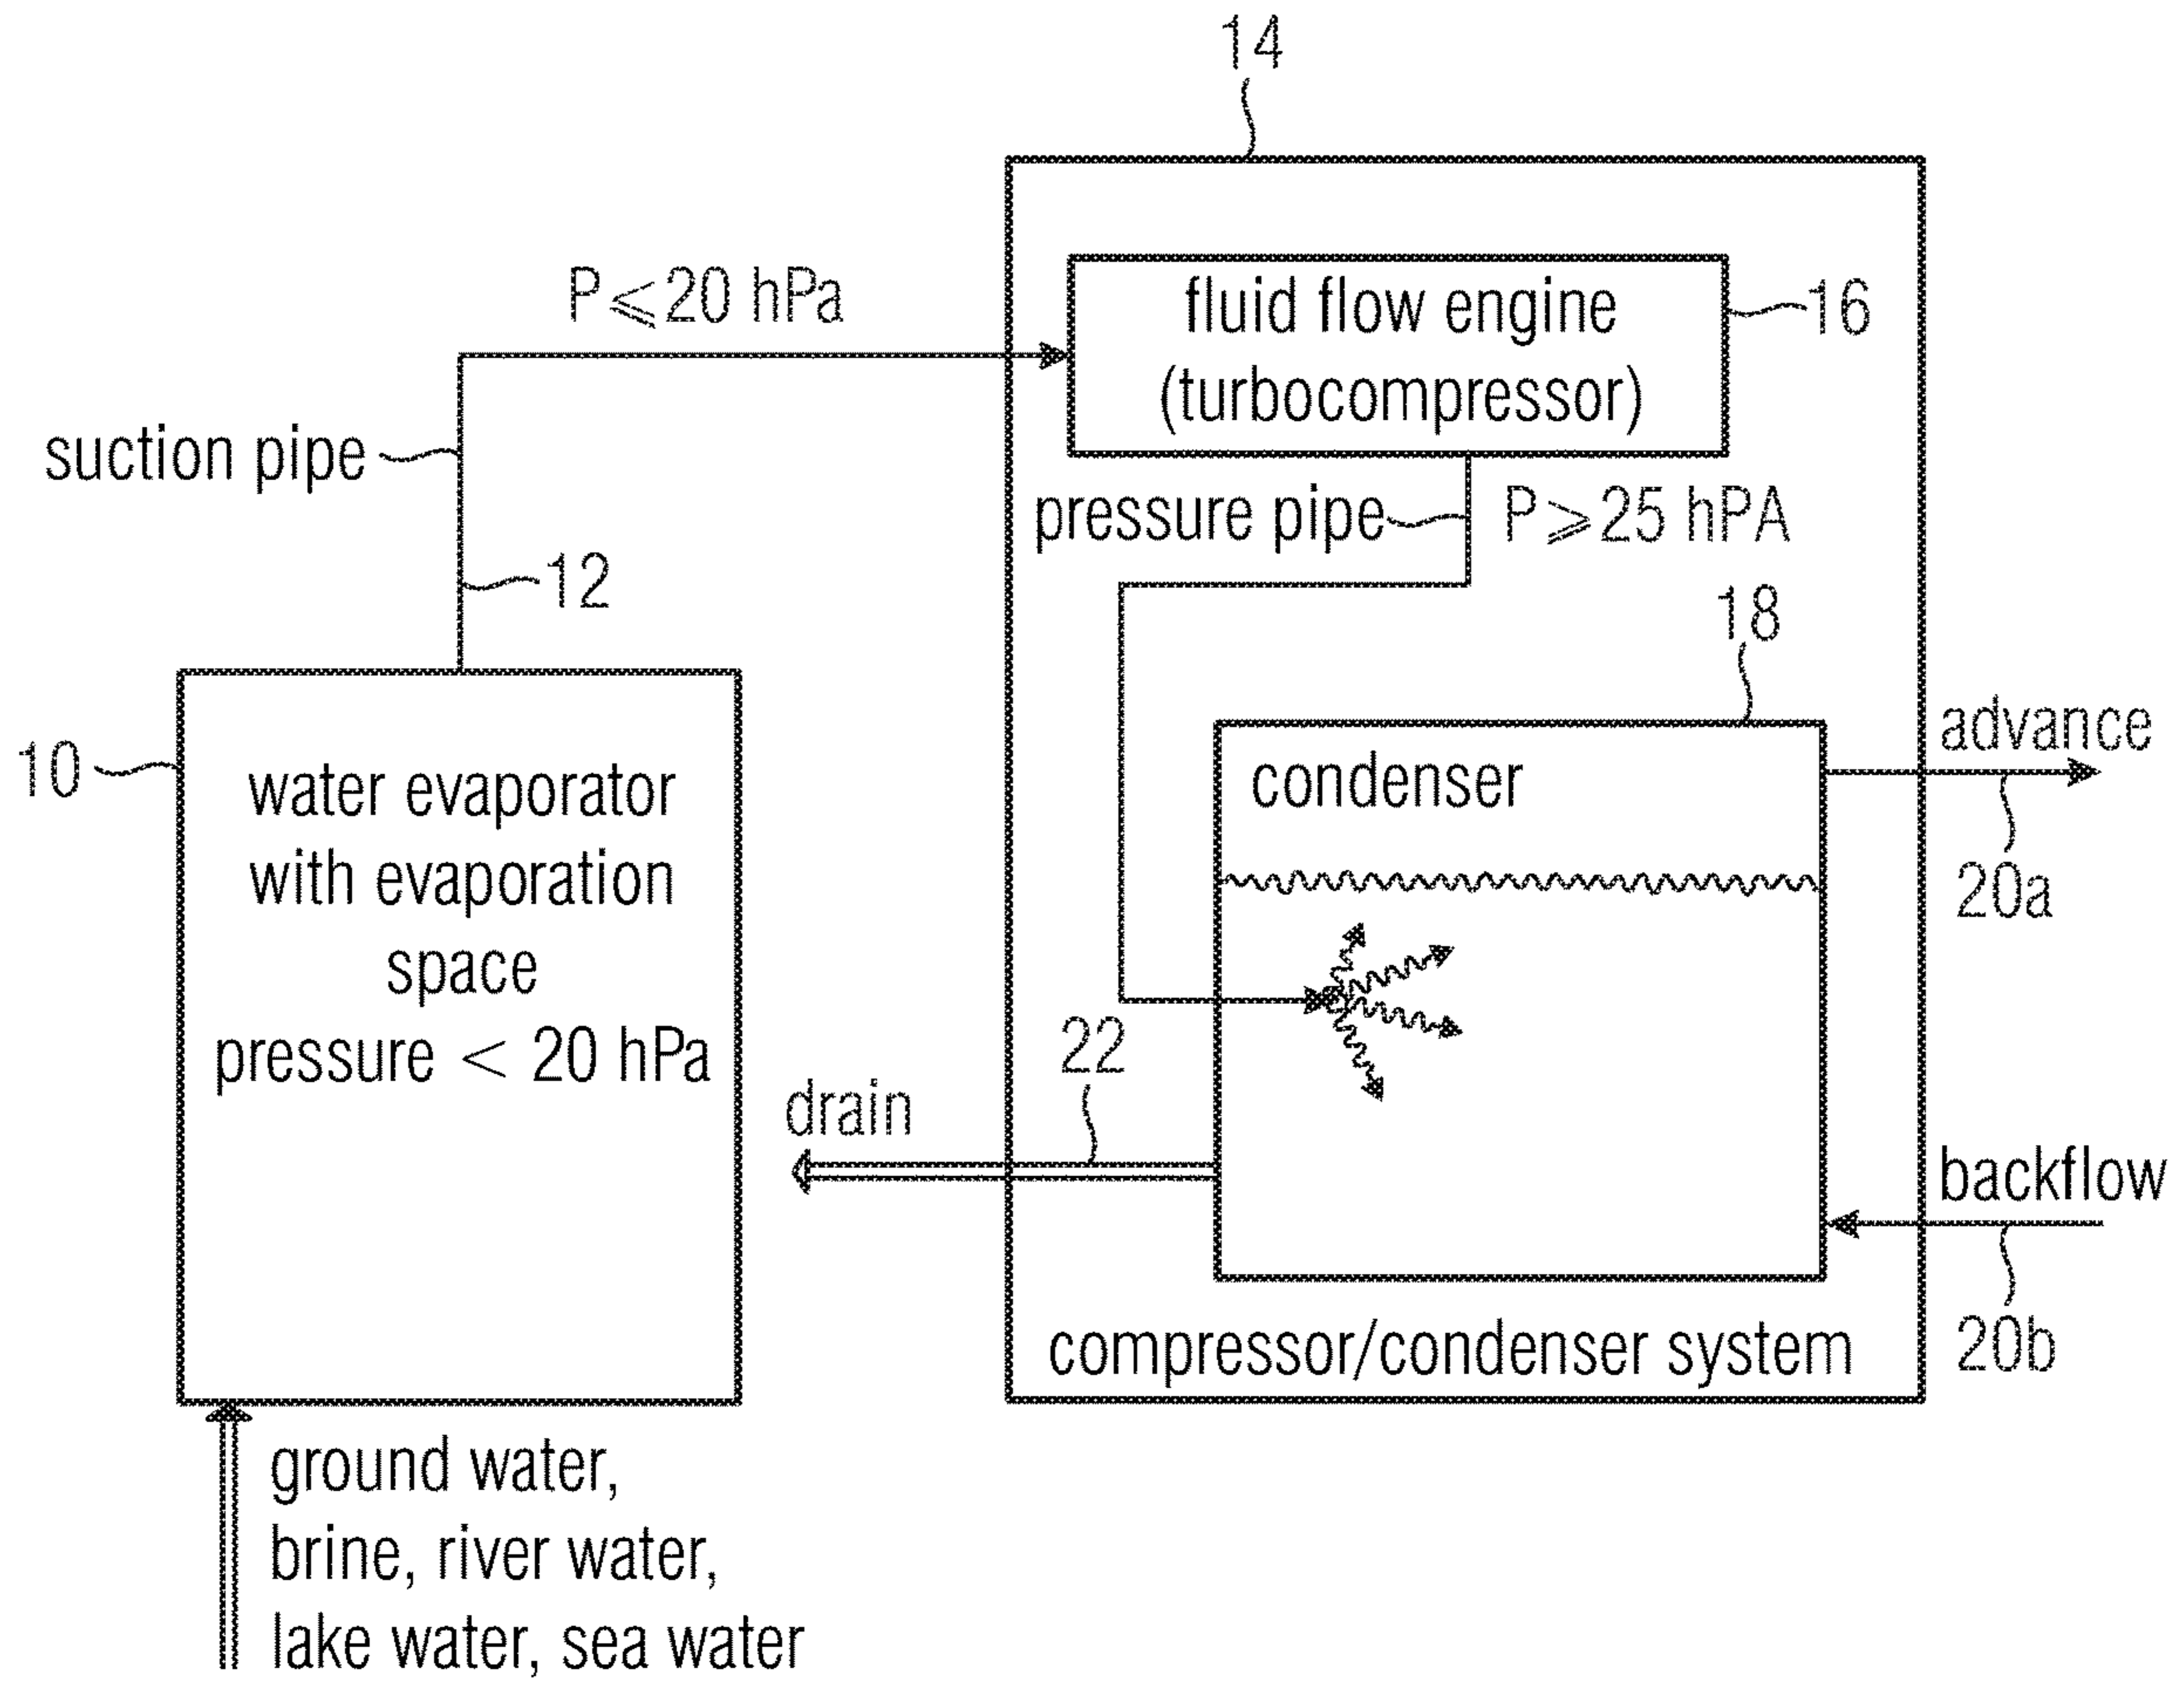 14
P⩽20 hPa
fluid flow engine
(turbocompressor)
16
suction pipe
pressure pipe
P⩾25 hPA
12
18
10
water evaporator
with evaporation
space
pressure < 20 hPa
condenser
advance
20a
22
drain
backflow
20b
compressor/condenser system
ground water,
brine, river water,
lake water, sea water